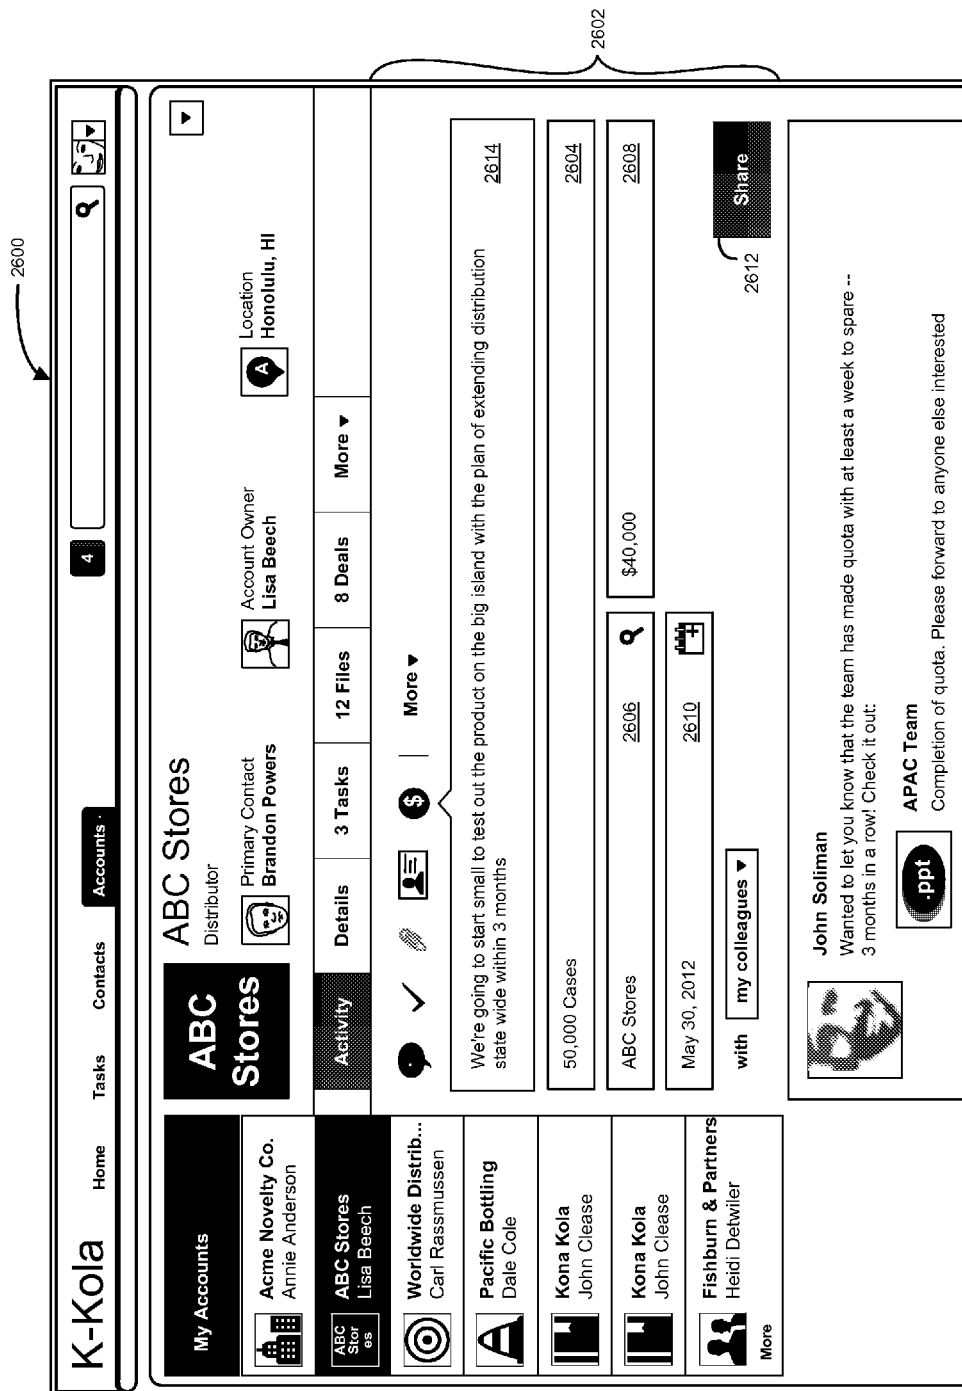 2600
K-Kola
Home
Tasks
Contacts
Accounts ·
4
My Accounts
Acme Novelty Co.
Annie Anderson
ABC
Stor
es
ABC Stores
Lisa Beech
Worldwide Distrib...
Carl Rassmussen
Pacific Bottling
Dale Cole
Kona Kola
John Clease
Kona Kola
John Clease
Fishburn & Partners
Heidi Detwiler
More
ABC
Stores
ABC Stores
Distributor
Primary Contact
Brandon Powers
Account Owner
Lisa Beech
A
Location
Honolulu, HI
Activity
Details
3 Tasks
12 Files
8 Deals
More
2602
$
More
We're going to start small to test out the product on the big island with the plan of extending distribution
state wide within 3 months
2614
50,000 Cases
2604
ABC Stores
2606
$40,000
2608
May 30, 2012
2610
with
my colleagues
2612
Share
John Soliman
Wanted to let you know that the team has made quota with at least a week to spare --
3 months in a row! Check it out:
.ppt
APAC Team
Completion of quota. Please forward to anyone else interested